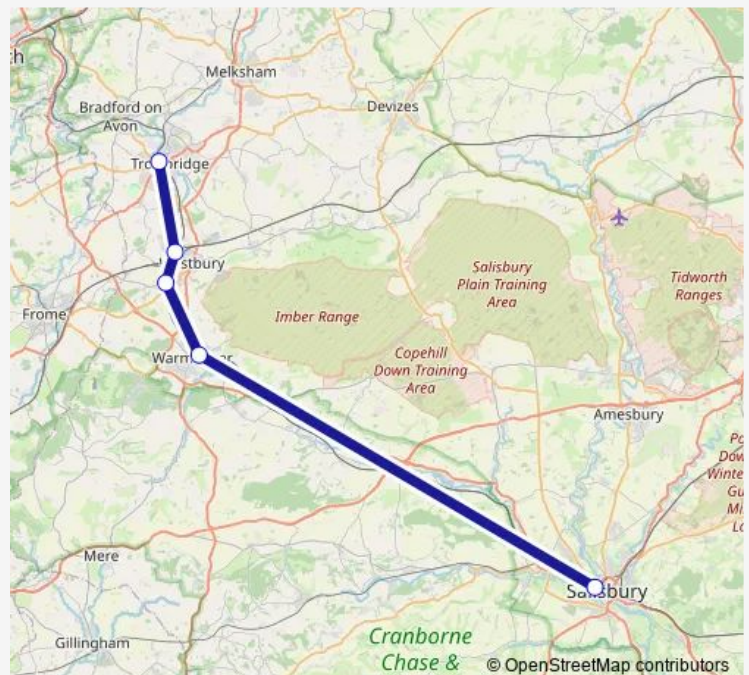 Melksham
Bradford on
Avon
Devizes
Salisbury
Plain Training
Area
Tidworth
Ranges
Imber Range
Frome
Copehill
Down Training
Area
Amesbury
Mere
Salisbury
Gillingham
Cranborne
Chase &
© OpenStreetMap contributors